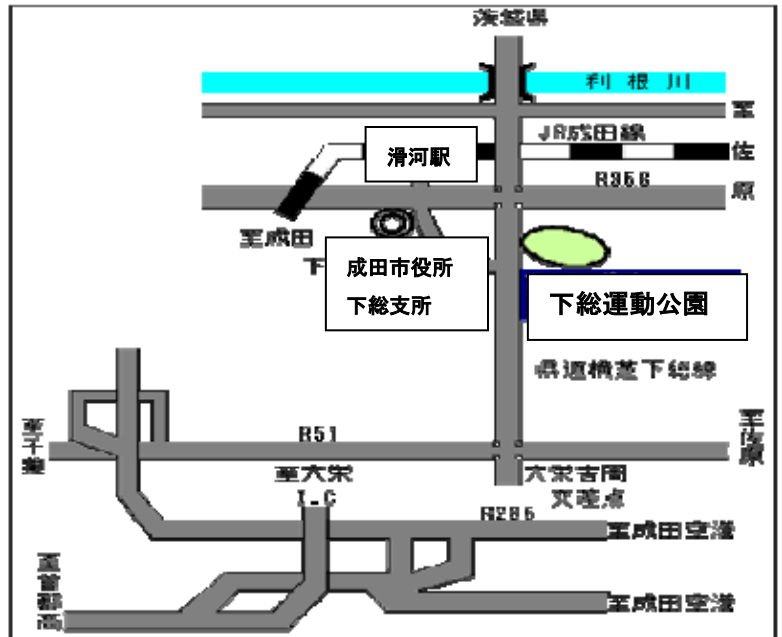 茨城県
利根川
至佐原
JR成田線
滑河駅
R356
至成田
下
成田市役所
下総支所
下総運動公園
県道横芝下総線
至千葉
R51
至佐原
至大栄
I.C
大栄吉岡
交差点
R295
至成田空港
至首都高
至成田空港